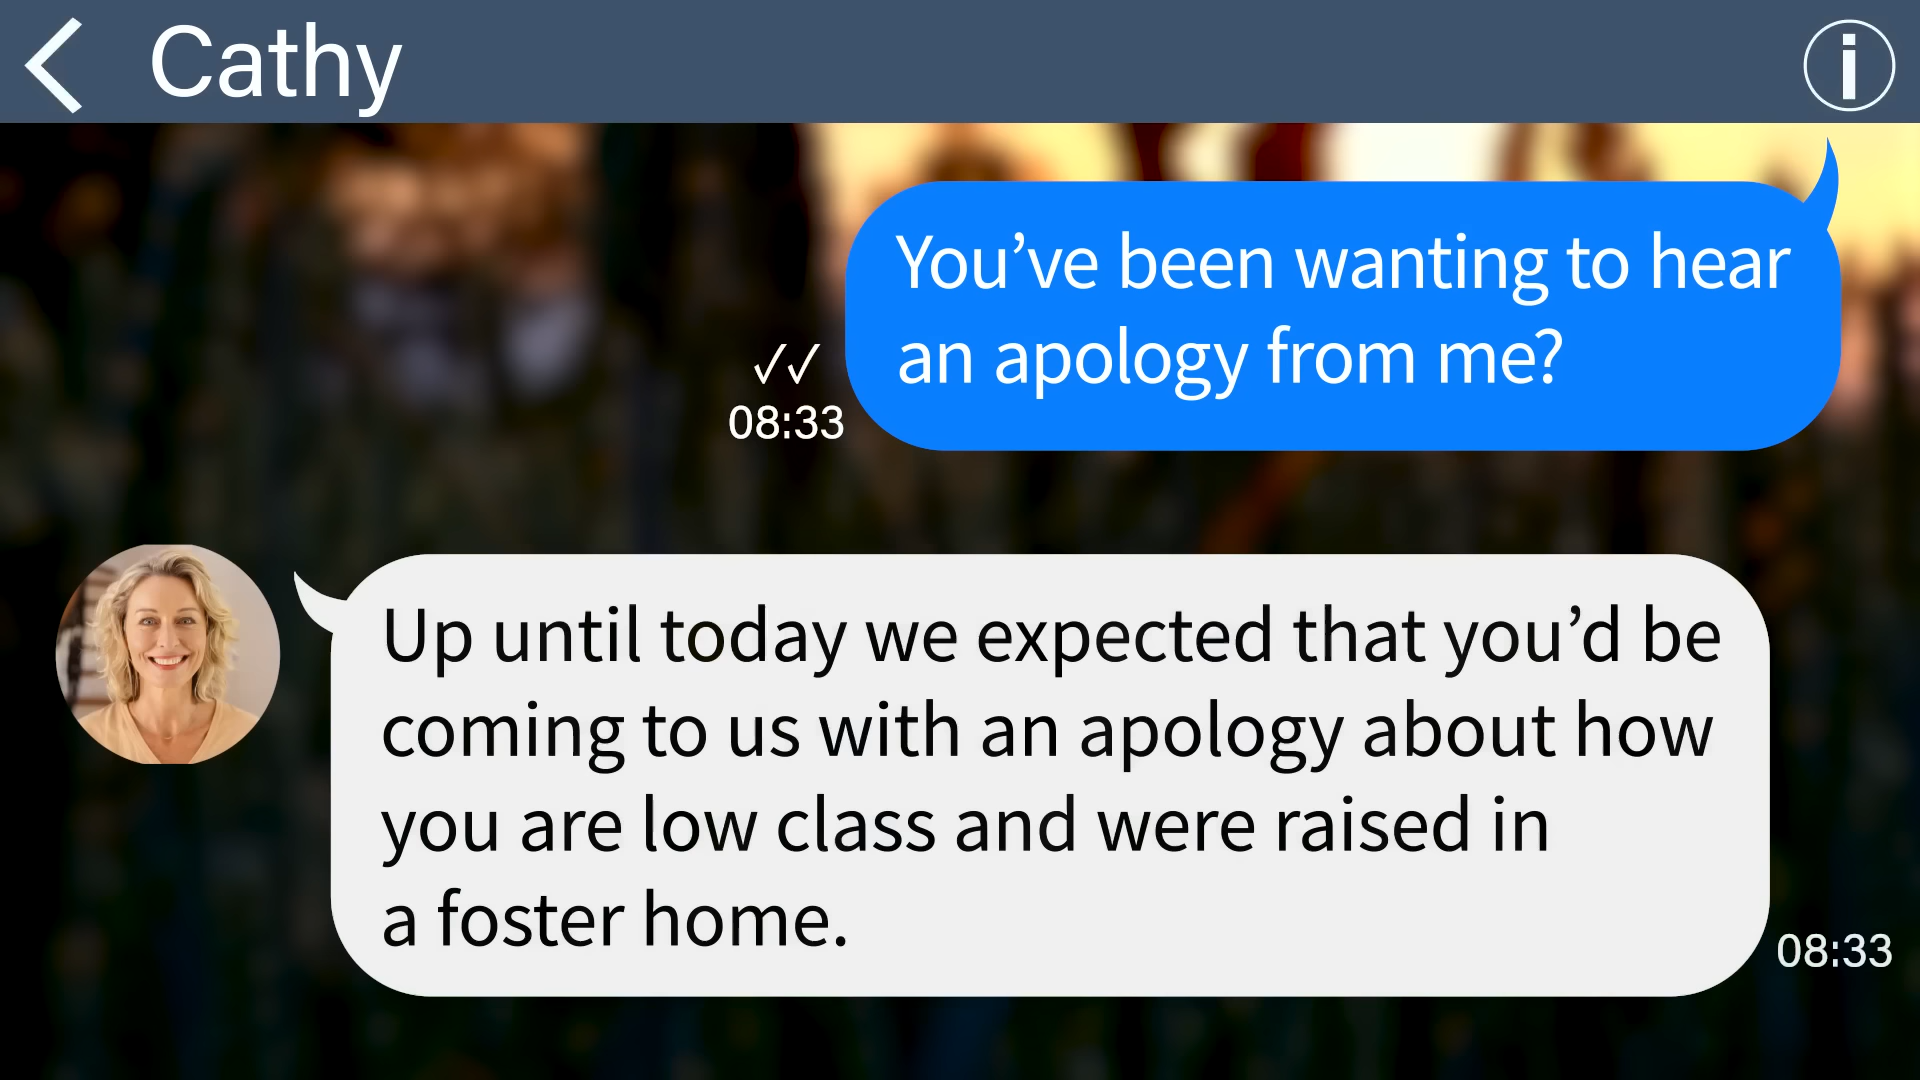 Cathy
You’ve been wanting to hear
an apology from me?
✓✓
08:33
Up until today we expected that you’d be
coming to us with an apology about how
you are low class and were raised in
a foster home.
08:33